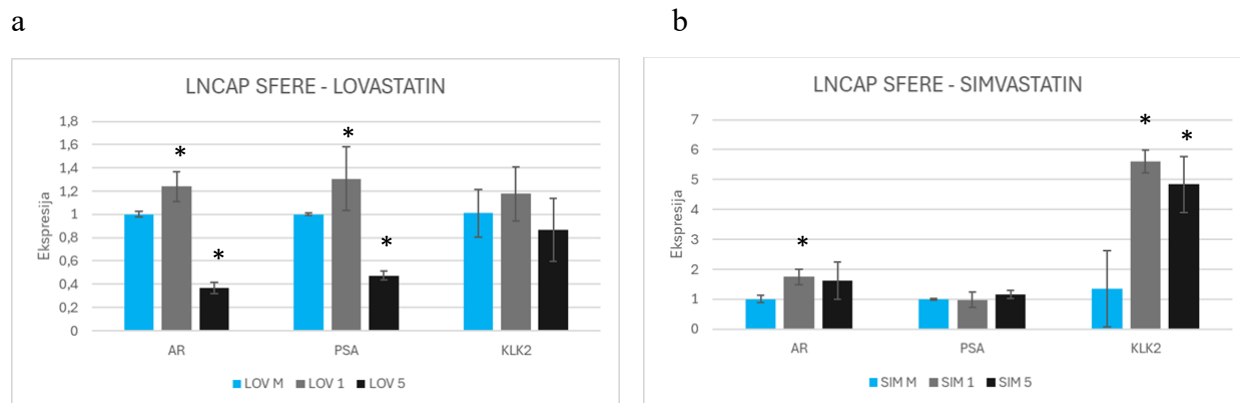 a
b
LNCAP SFERE - LOVASTATIN
1,8
1,6
1,4
1,2
1
0,8
0,6
0,4
0,2
0
Ekspresija
*
*
*
*
AR PSA KLK2
LOV M LOV 1 LOV 5
LNCAP SFERE - SIMVASTATIN
7
6
5
4
3
2
1
0
Ekspresija
*
*
*
AR PSA KLK2
SIM M SIM 1 SIM 5